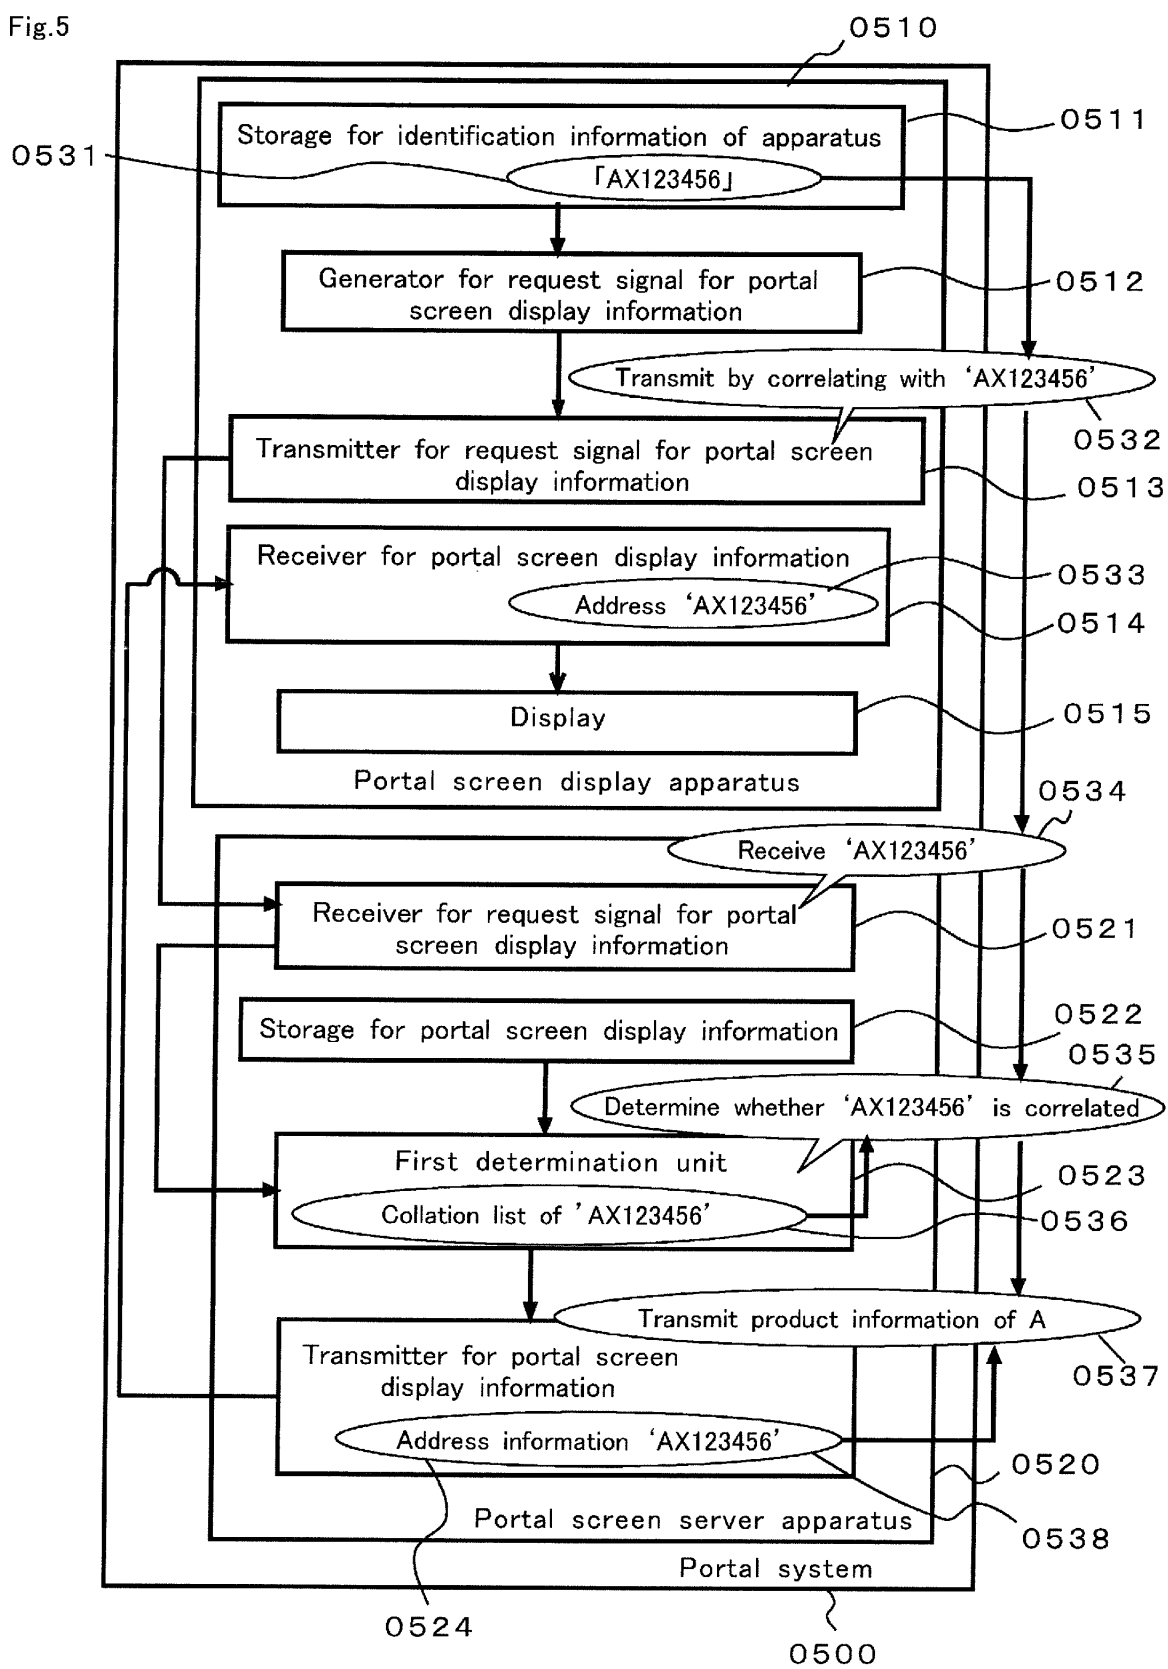 Fig.5
0510
Storage for identification information of apparatus
0511
0531
「AX123456」
Generator for request signal for portal
screen display information
0512
Transmit by correlating with ‘AX123456’
0532
Transmitter for request signal for portal screen
display information
0513
Receiver for portal screen display information
0533
Address ‘AX123456’
0514
Display
0515
Portal screen display apparatus
0534
Receive ‘AX123456’
Receiver for request signal for portal
screen display information
0521
Storage for portal screen display information
0522
0535
Determine whether ‘AX123456’ is correlated
First determination unit
0523
Collation list of ’AX123456’
0536
Transmit product information of A
Transmitter for portal screen
display information
0537
Address information ‘AX123456’
0520
Portal screen server apparatus
0538
Portal system
0524
0500